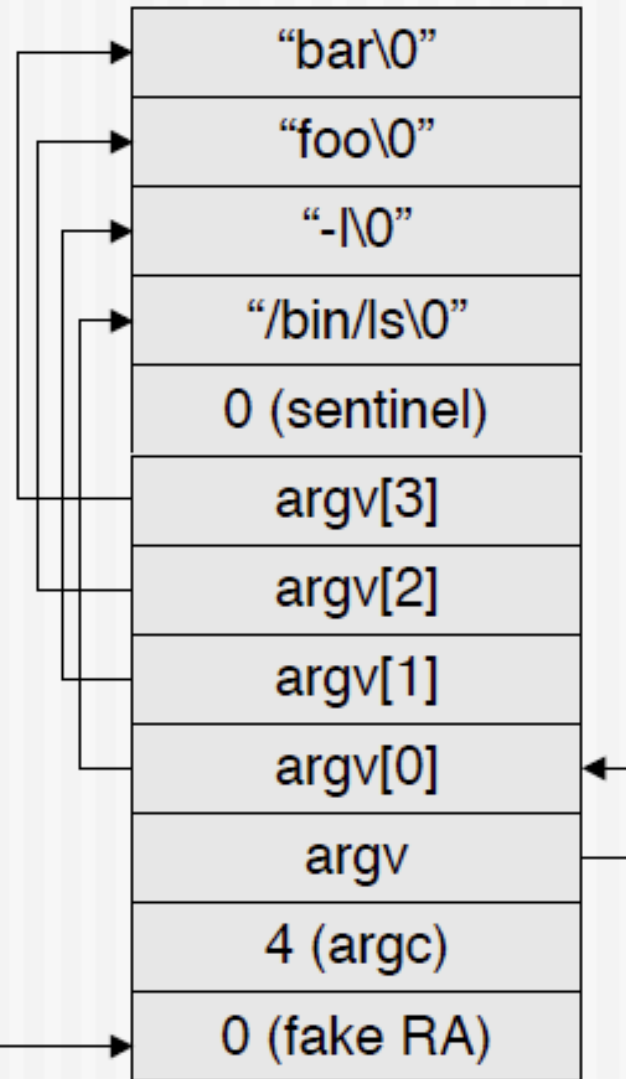 “bar\0”
“foo\0”
“-l\0”
“/bin/ls\0”
0 (sentinel)
argv[3]
argv[2]
argv[1]
argv[0]
argv
4 (argc)
0 (fake RA)